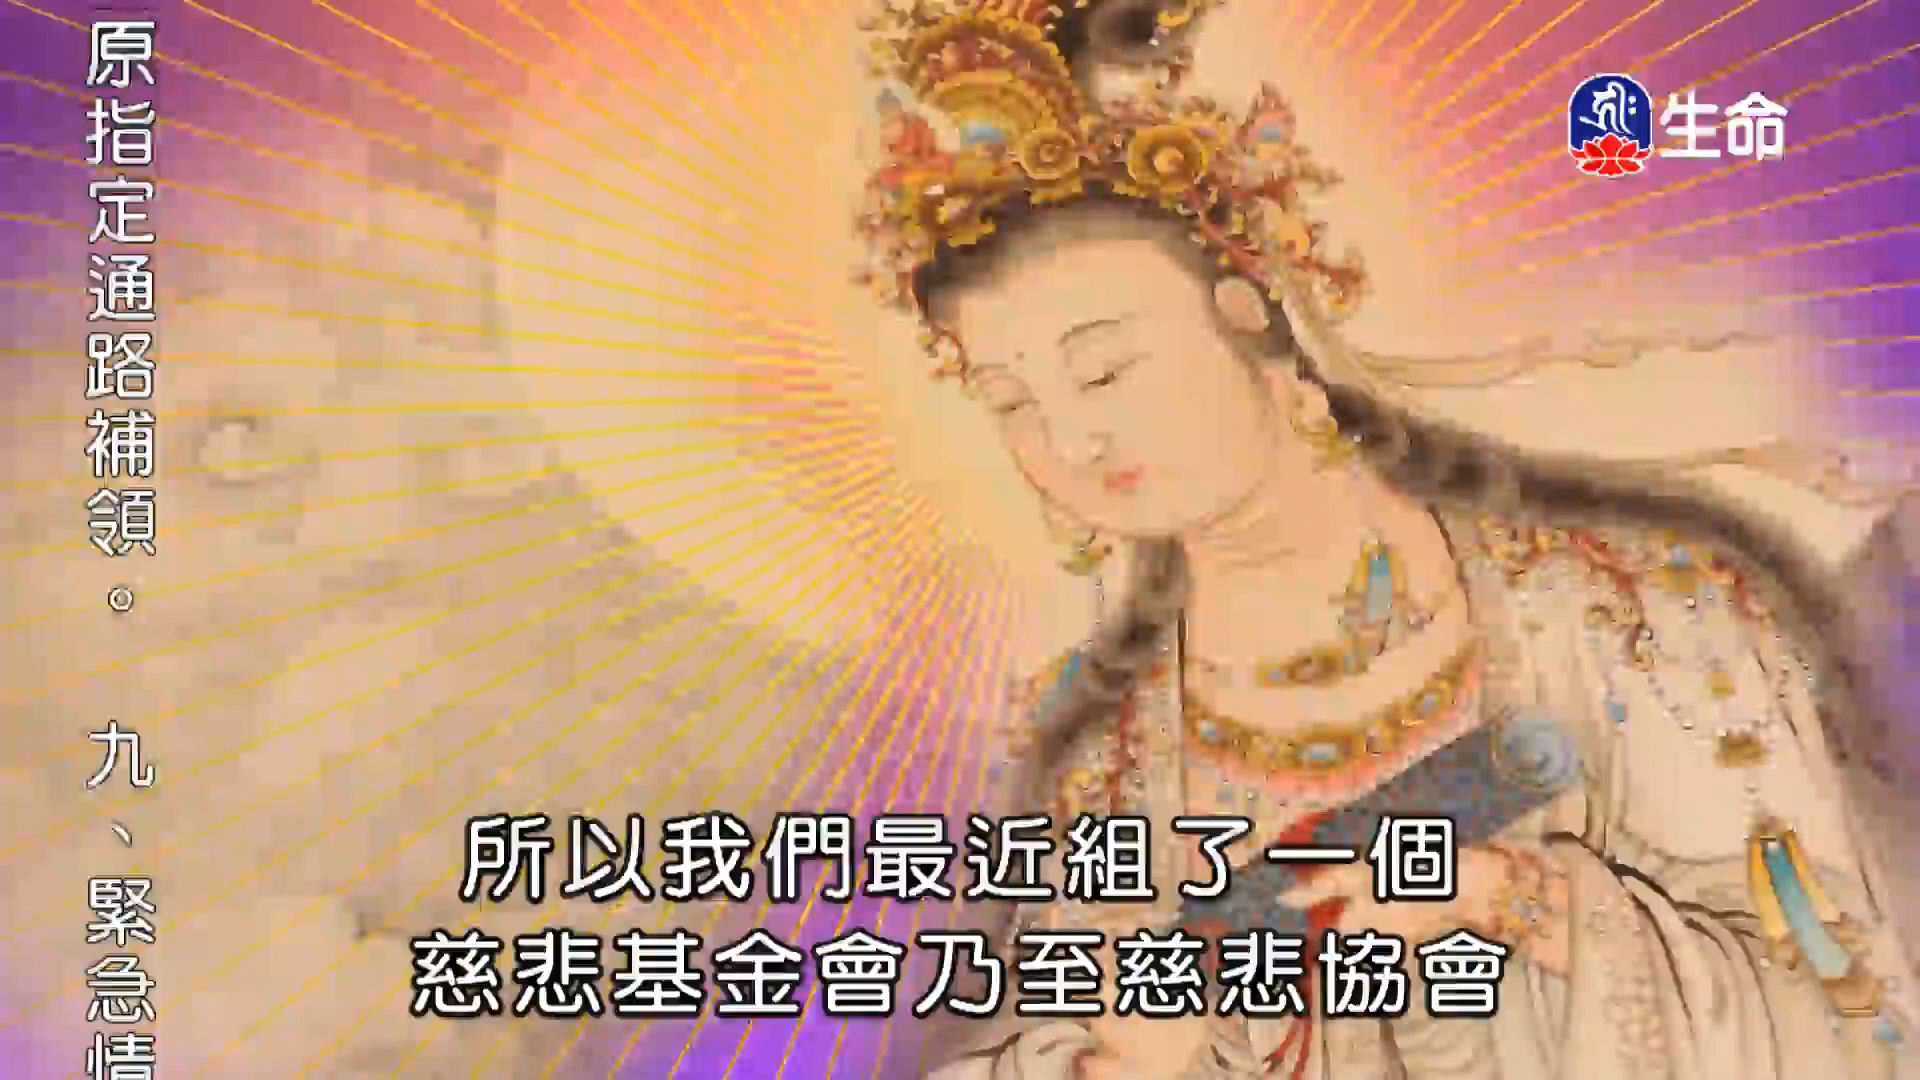 原指定通路補領。 九、緊急情
生命
所以我們最近組了一個
慈悲基金會乃至慈悲協會